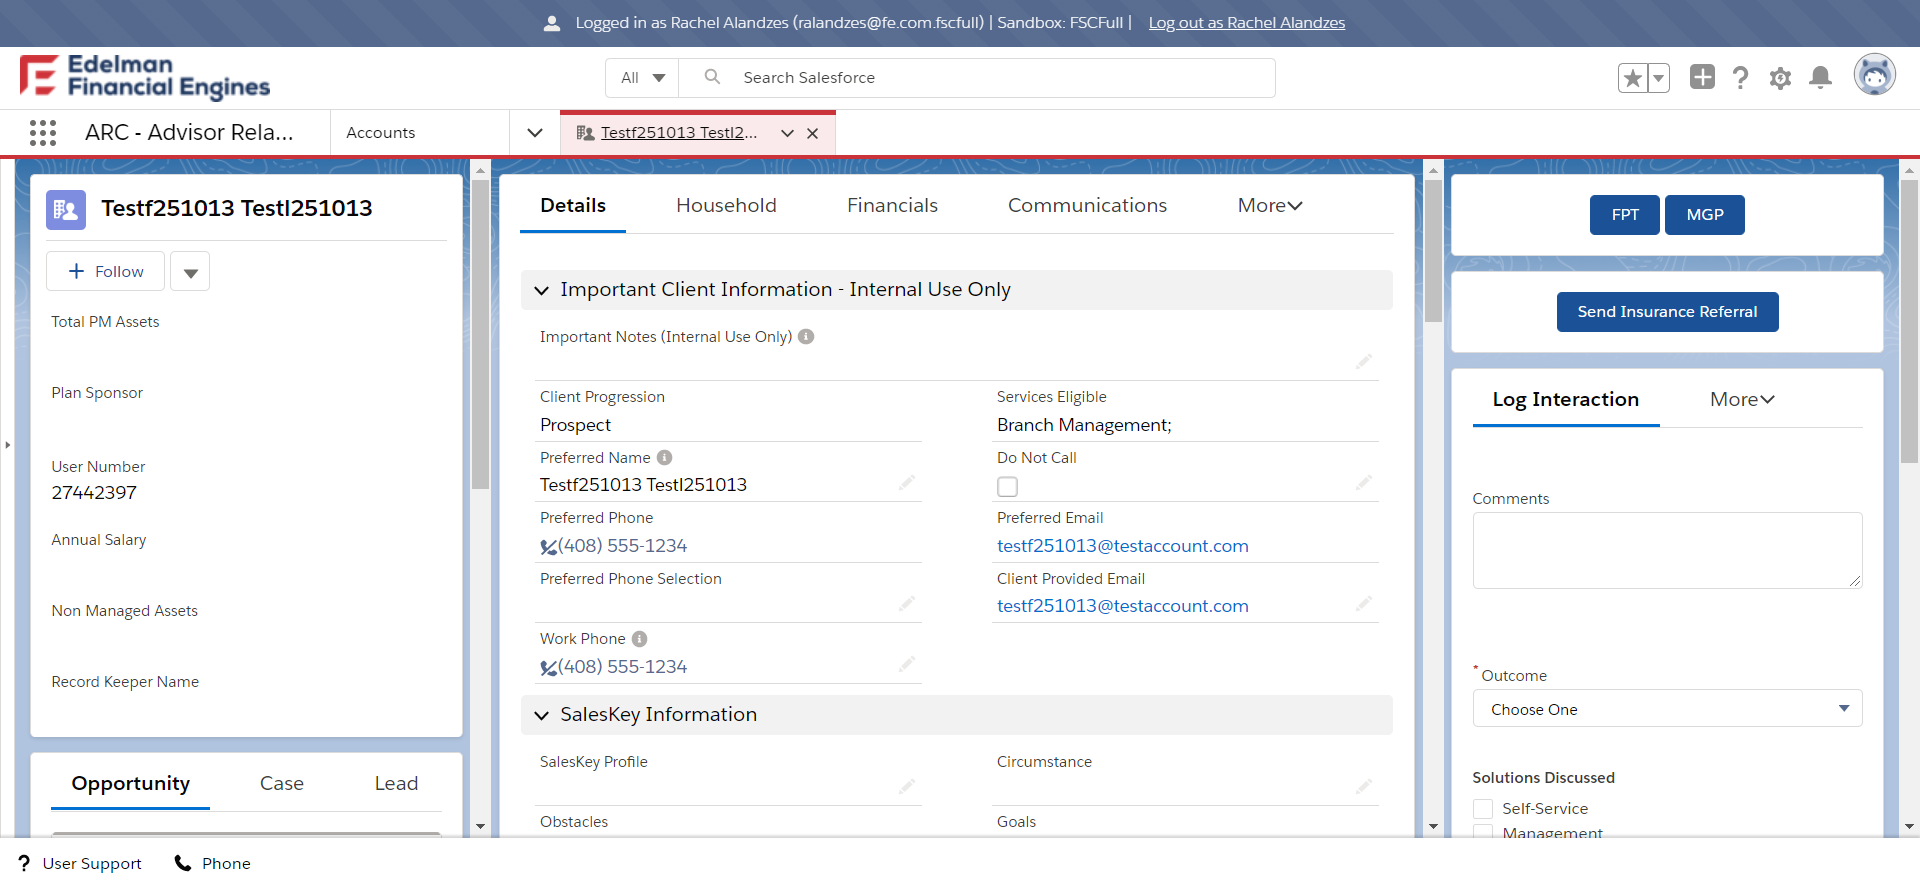 Logged in as Rachel Alandzes (ralandzes@fe.com.fscfull) | Sandbox: FSCFull | Log out as Rachel Alandzes
Edelman
Financial Engines
All
Search Salesforce
ARC - Advisor Rela...
Accounts
Testf251013 Testl2...
Testf251013 Testl251013
Follow
Total PM Assets
Plan Sponsor
User Number
27442397
Annual Salary
Non Managed Assets
Record Keeper Name
Opportunity Case Lead
Details Household Financials Communications More
Important Client Information - Internal Use Only
Important Notes (Internal Use Only)
Client Progression
Prospect
Services Eligible
Branch Management;
Preferred Name
Testf251013 Testl251013
Do Not Call
Preferred Phone
(408) 555-1234
Preferred Email
testf251013@testaccount.com
Preferred Phone Selection
Client Provided Email
testf251013@testaccount.com
Work Phone
(408) 555-1234
SalesKey Information
SalesKey Profile
Circumstance
Obstacles
Goals
FPT
MGP
Send Insurance Referral
Log Interaction More
Comments
* Outcome
Choose One
Solutions Discussed
Self-Service
Management
User Support
Phone